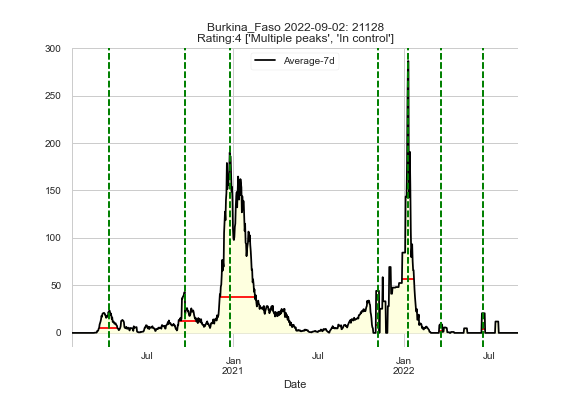 Burkina_Faso 2022-09-02: 21128
Rating:4 ['Multiple peaks', 'In control']
Average-7d
300
250
200
150
100
50
0
Jul
Jan
2021
Jul
Jan
2022
Jul
Date